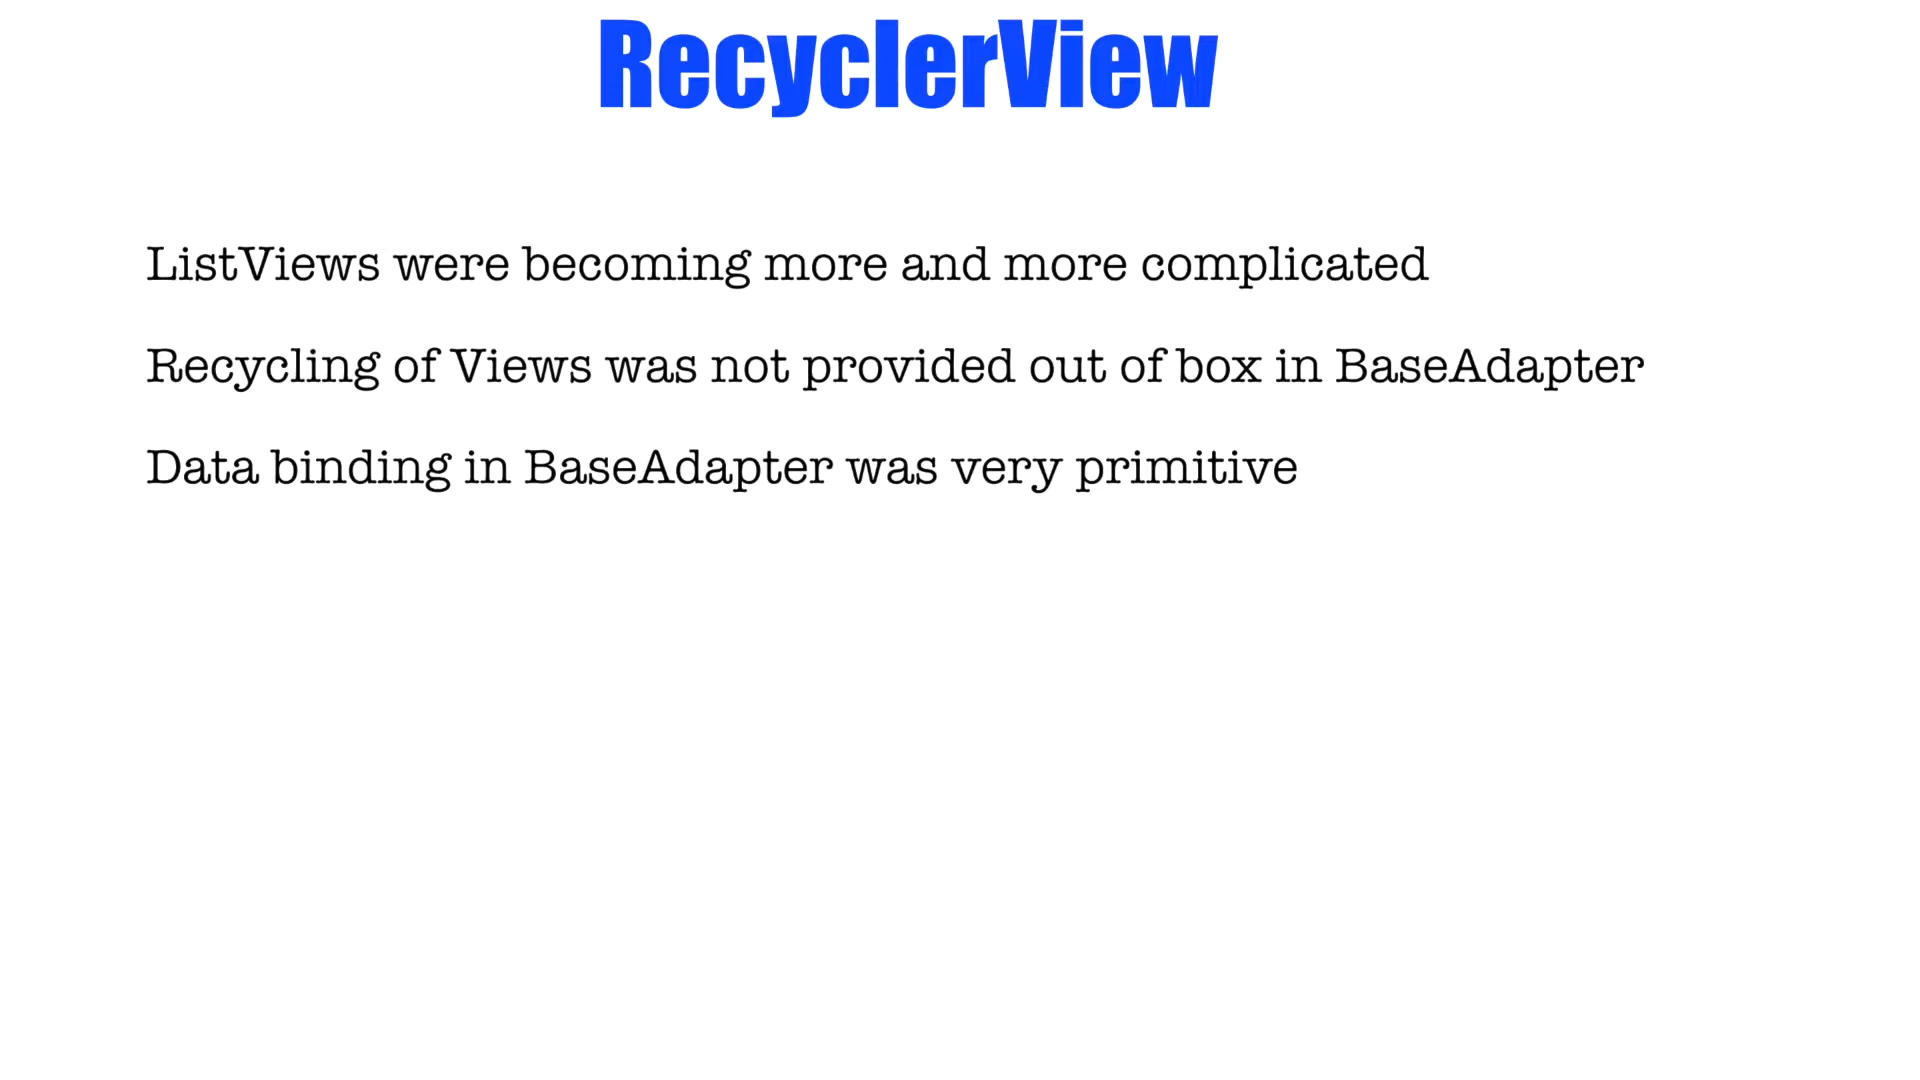 RecyclerView
ListViews were becoming more and more complicated
Recycling of Views was not provided out of box in BaseAdapter
Data binding in BaseAdapter was very primitive